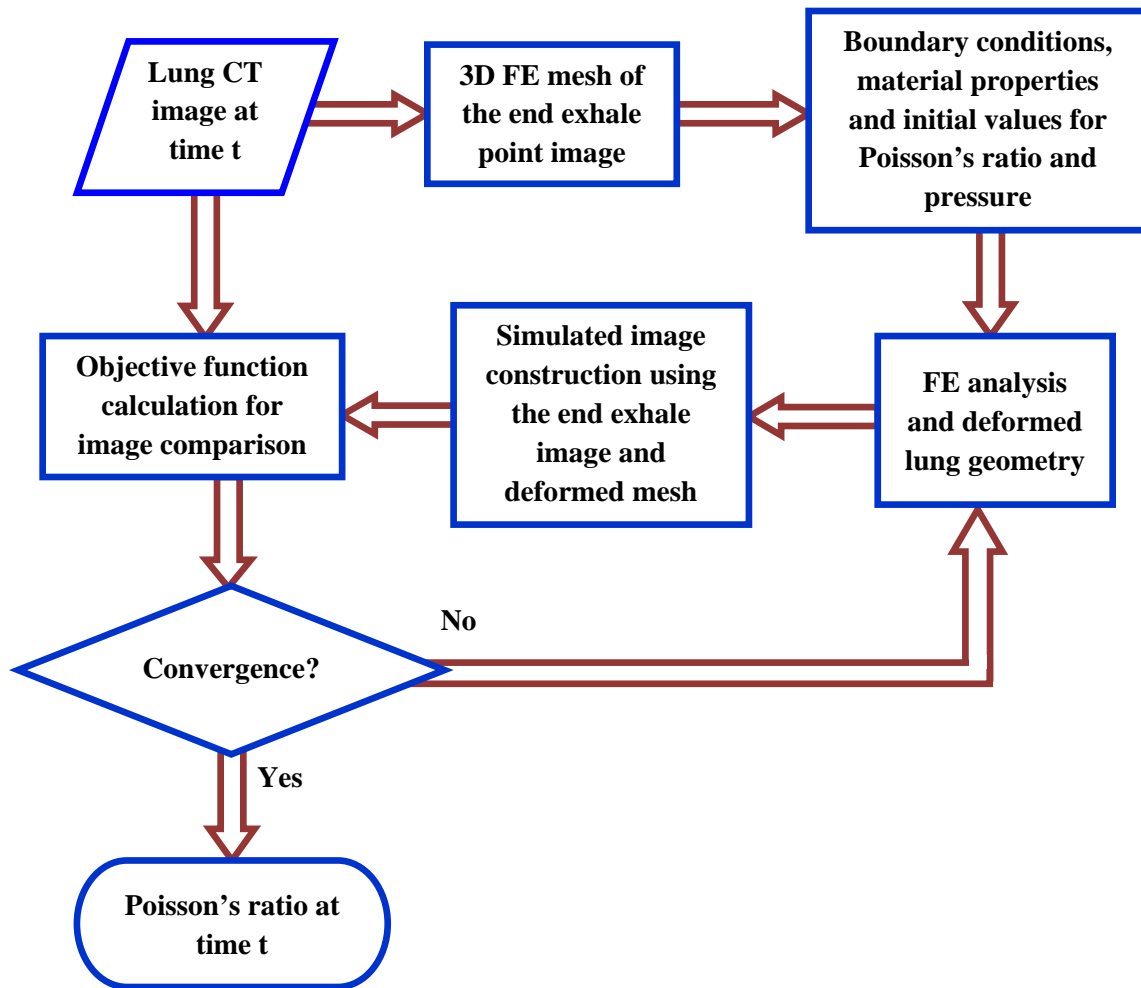 Lung CT
image at
time t
3D FE mesh of
the end exhale
point image
Boundary conditions,
material properties
and initial values for
Poisson’s ratio and
pressure
Objective function
calculation for
image comparison
Simulated image
construction using
the end exhale
image and
deformed mesh
FE analysis
and deformed
lung geometry
No
Convergence?
Yes
Poisson’s ratio at
time t